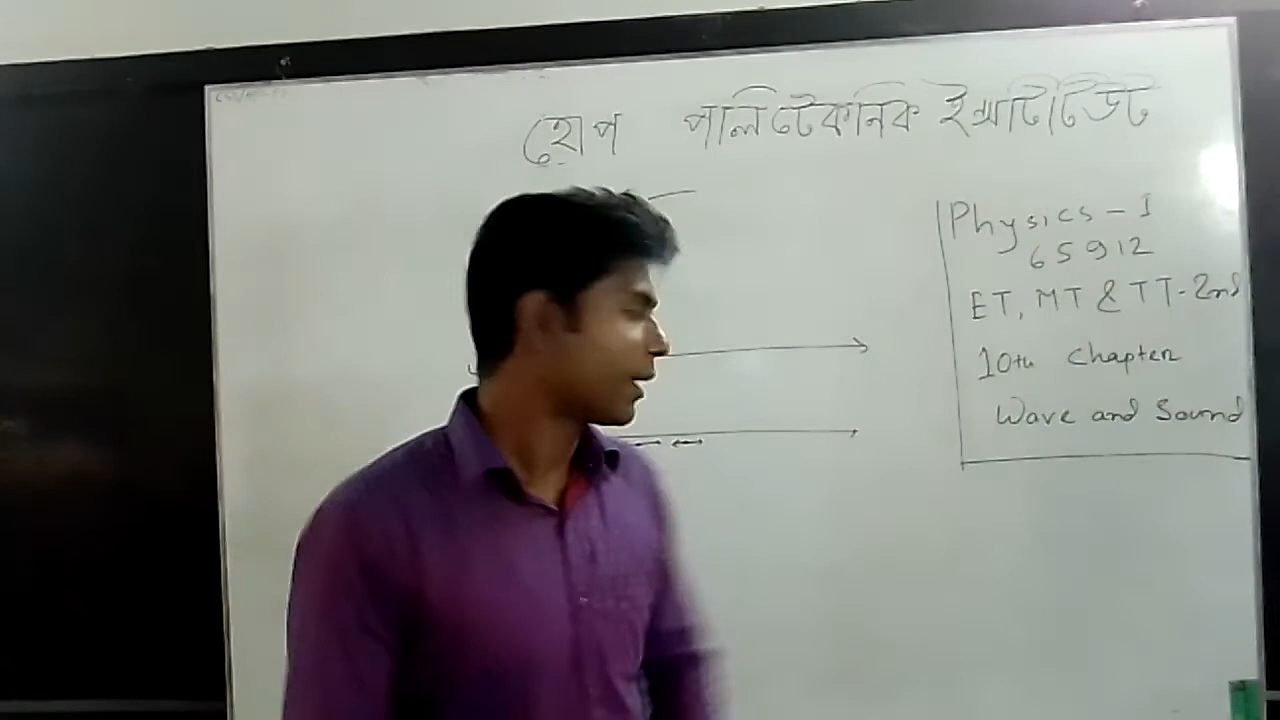 হোপ পলিটেকনিক ইন্সটিটিউট
Physics - I
65912
ET, MT & TT - 2nd
10th Chapter
Wave and Sound